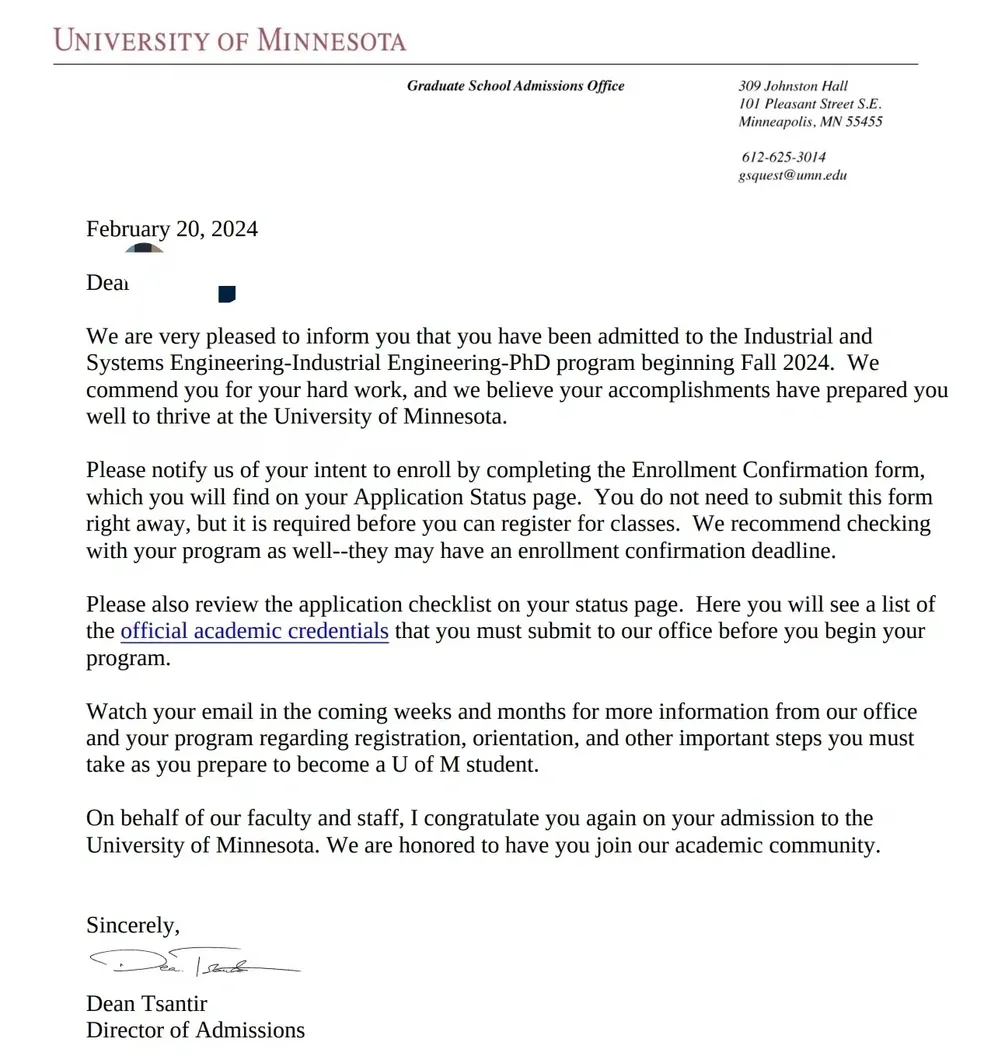 UNIVERSITY OF MINNESOTA
Graduate School Admissions Office
309 Johnston Hall
101 Pleasant Street S.E.
Minneapolis, MN 55455
612-625-3014
gsquest@umn.edu
February 20, 2024
Dear
We are very pleased to inform you that you have been admitted to the Industrial and
Systems Engineering-Industrial Engineering-PhD program beginning Fall 2024.  We
commend you for your hard work, and we believe your accomplishments have prepared you
well to thrive at the University of Minnesota.
Please notify us of your intent to enroll by completing the Enrollment Confirmation form,
which you will find on your Application Status page.  You do not need to submit this form
right away, but it is required before you can register for classes.  We recommend checking
with your program as well--they may have an enrollment confirmation deadline.
Please also review the application checklist on your status page.  Here you will see a list of
the official academic credentials that you must submit to our office before you begin your
program.
Watch your email in the coming weeks and months for more information from our office
and your program regarding registration, orientation, and other important steps you must
take as you prepare to become a U of M student.
On behalf of our faculty and staff, I congratulate you again on your admission to the
University of Minnesota. We are honored to have you join our academic community.
Sincerely,
Dean Tsantir
Director of Admissions